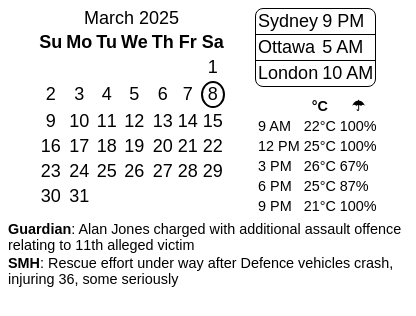 March 2025
Su Mo Tu We Th Fr Sa
1
2 3 4 5 6 7 8
9 10 11 12 13 14 15
16 17 18 19 20 21 22
23 24 25 26 27 28 29
30 31
Sydney 9 PM
Ottawa 5 AM
London 10 AM
°C ☂
9 AM 22°C 100%
12 PM 25°C 100%
3 PM 26°C 67%
6 PM 25°C 87%
9 PM 21°C 100%
Guardian: Alan Jones charged with additional assault offence
relating to 11th alleged victim
SMH: Rescue effort under way after Defence vehicles crash,
injuring 36, some seriously